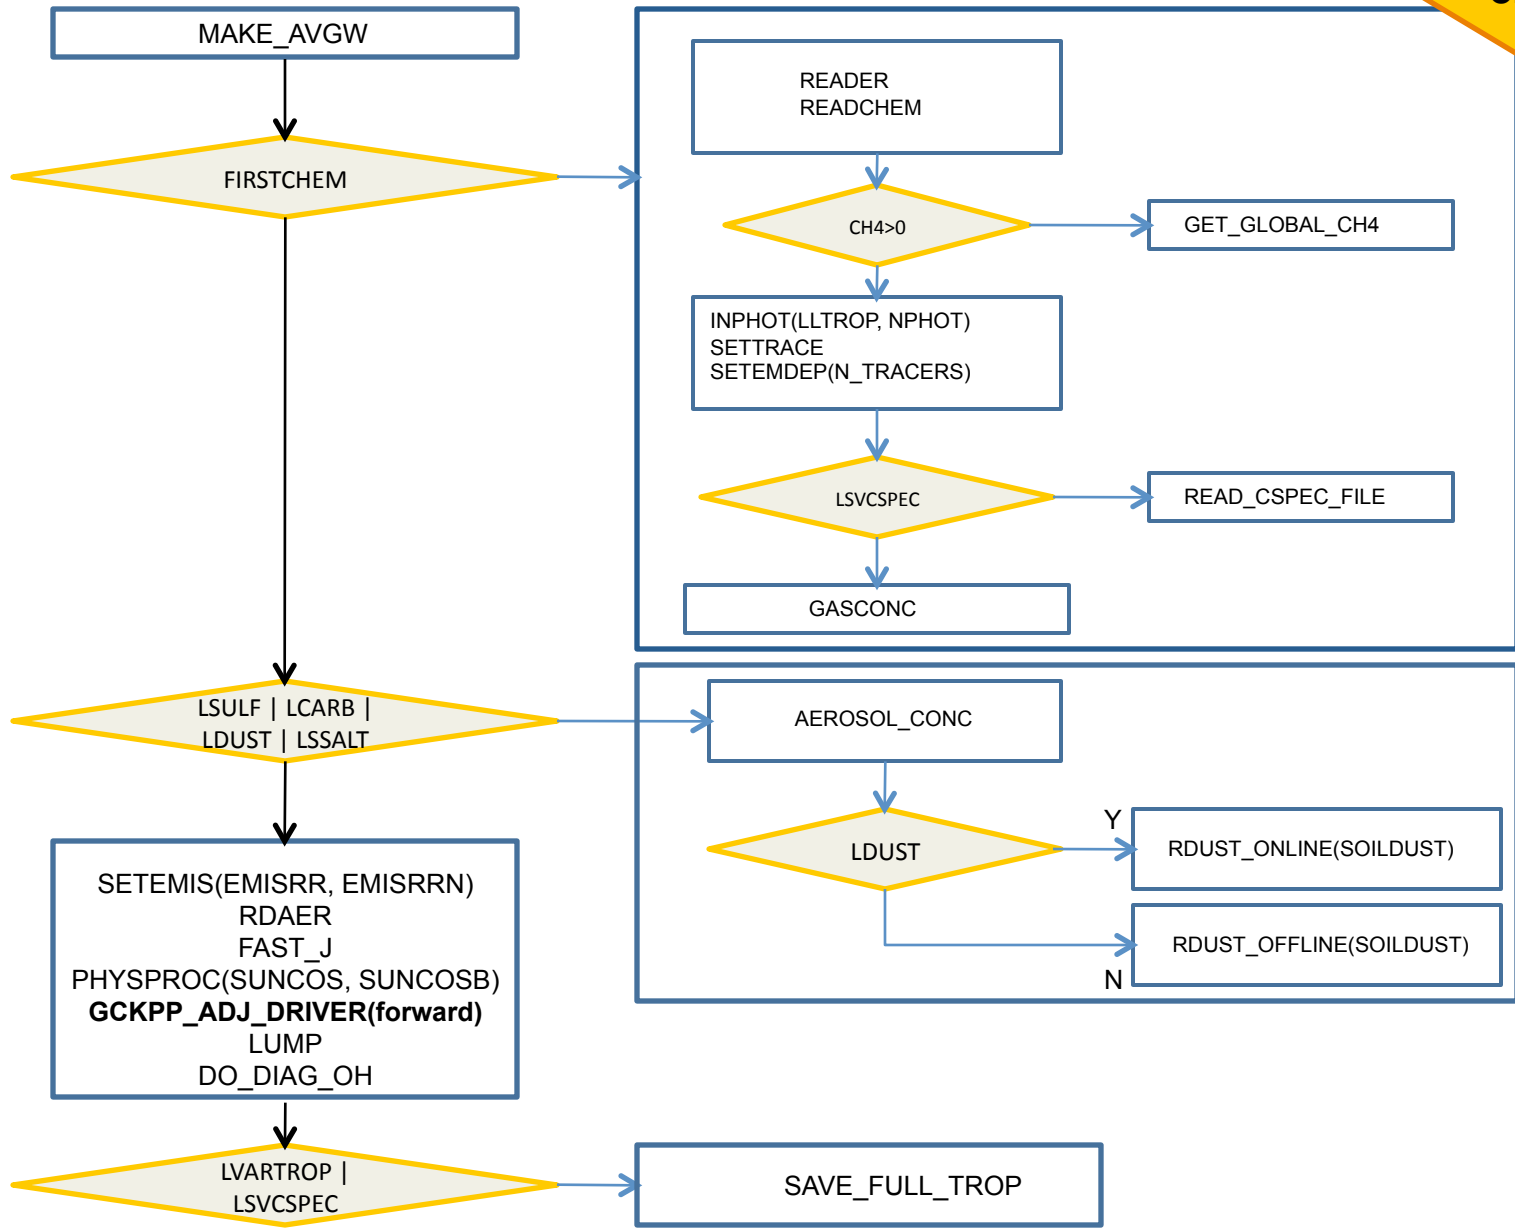 MAKE_AVGW
FIRSTCHEM
READER
READCHEM
CH4>0
GET_GLOBAL_CH4
INPHOT(LLTROP, NPHOT)
SETTRACE
SETEMDEP(N_TRACERS)
LSVCSPEC
READ_CSPEC_FILE
GASCONC
LSULF | LCARB |
LDUST | LSSALT
AEROSOL_CONC
LDUST
Y
RDUST_ONLINE(SOILDUST)
N
RDUST_OFFLINE(SOILDUST)
SETEMIS(EMISRR, EMISRRN)
RDAER
FAST_J
PHYSPROC(SUNCOS, SUNCOSB)
GCKPP_ADJ_DRIVER(forward)
LUMP
DO_DIAG_OH
LVARTROP |
LSVCSPEC
SAVE_FULL_TROP